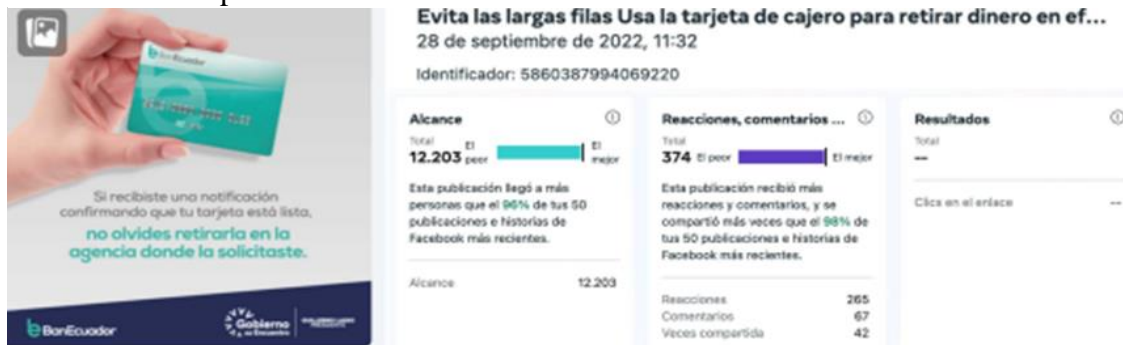 BanEcuador
Si recibiste una notificación
confirmando que tu tarjeta está lista,
no olvides retirarla en la
agencia donde la solicitaste.
BanEcuador
Gobierno
Evita las largas filas Usa la tarjeta de cajero para retirar dinero en ef...
28 de septiembre de 2022, 11:32
Identificador: 5860387994069220
Alcance
Total
12.203 El peor El mejor
Esta publicación llegó a más
personas que el 96% de tus 50
publicaciones e historias de
Facebook más recientes.
Alcance 12.203
Reacciones, comentarios ...
Total
374 El peor El mejor
Esta publicación recibió más
reacciones y comentarios, y se
compartió más veces que el 98% de
tus 50 publicaciones e historias de
Facebook más recientes.
Reacciones 265
Comentarios 67
Veces compartida 42
Resultados
Total
--
Clics en el enlace --